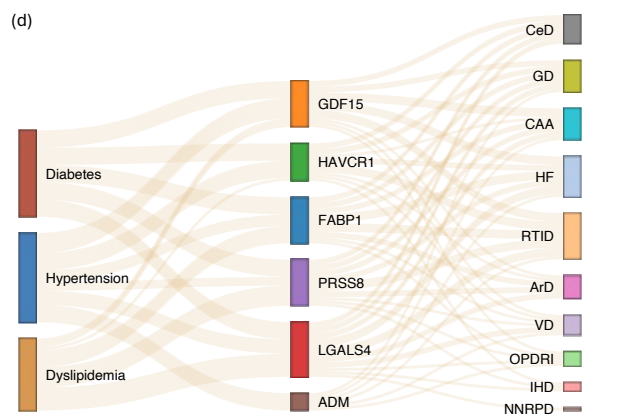 (d)
Diabetes
Hypertension
Dyslipidemia
GDF15
HAVCR1
FABP1
PRSS8
LGALS4
ADM
CeD
GD
CAA
HF
RTID
ArD
VD
OPDRI
IHD
NNRPD